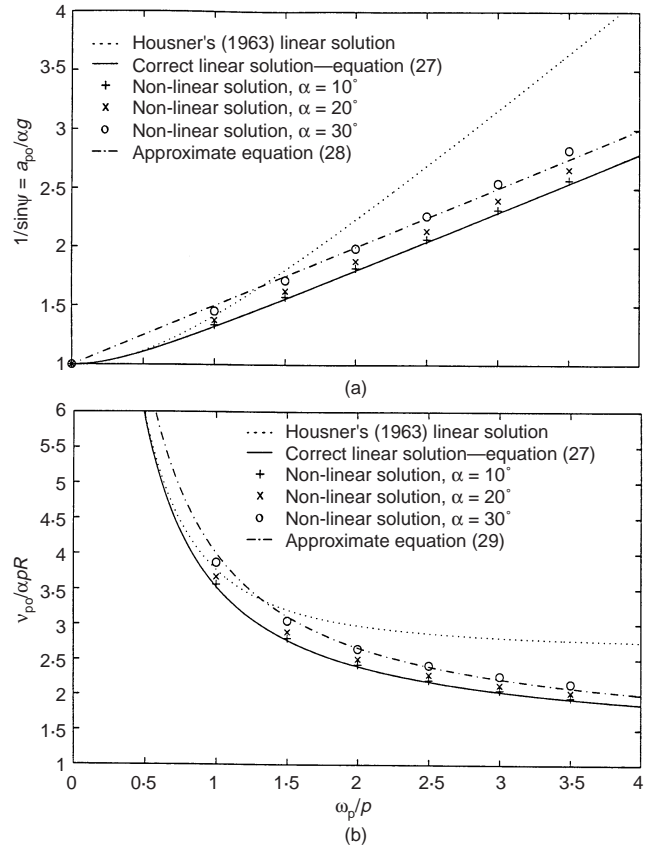 4
3·5
3
2·5
2
1·5
1
1/sinψ = a_po/αg
Housner's (1963) linear solution
Correct linear solution—equation (27)
Non-linear solution, α = 10°
Non-linear solution, α = 20°
Non-linear solution, α = 30°
Approximate equation (28)
(a)
6
5·5
5
4·5
4
3·5
3
2·5
2
1·5
1
v_po/αpR
Housner's (1963) linear solution
Correct linear solution—equation (27)
Non-linear solution, α = 10°
Non-linear solution, α = 20°
Non-linear solution, α = 30°
Approximate equation (29)
0 0·5 1 1·5 2 2·5 3 3·5 4
ω_p/p
(b)